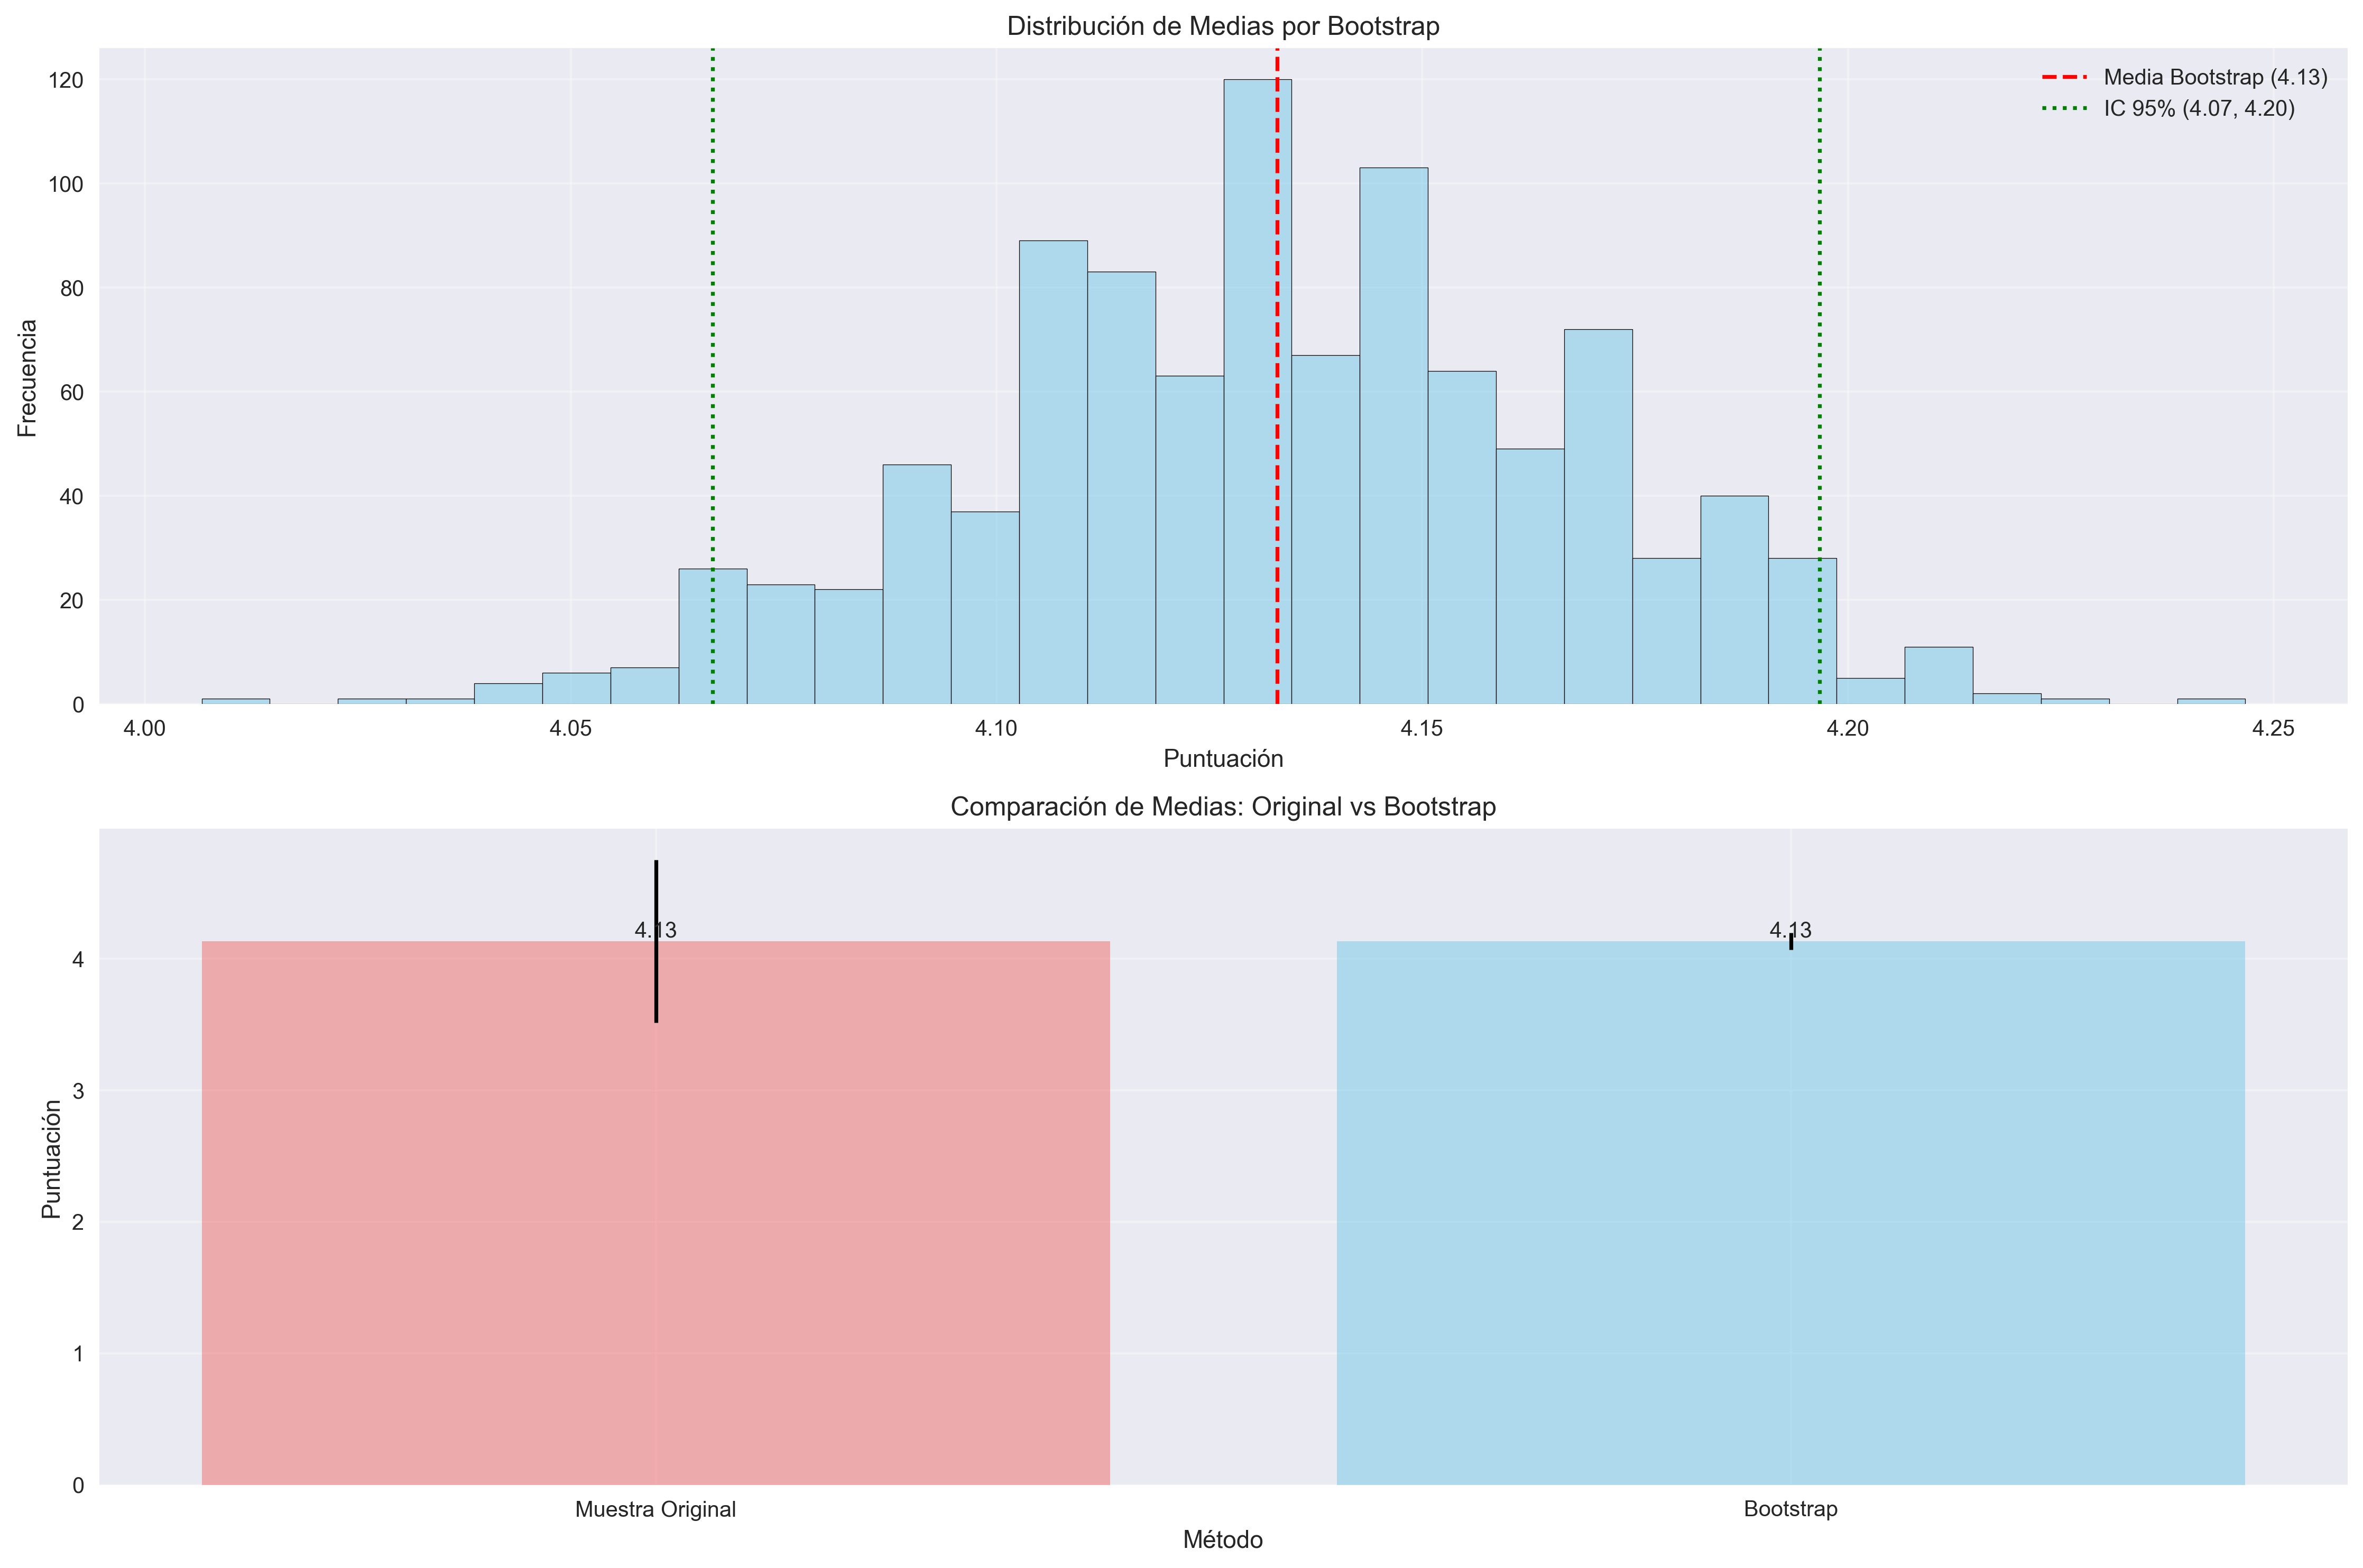 Distribución de Medias por Bootstrap
Media Bootstrap (4.13)
IC 95% (4.07, 4.20)
120
100
80
60
40
20
0
Frecuencia
4.00 4.05 4.10 4.15 4.20 4.25
Puntuación
Comparación de Medias: Original vs Bootstrap
4.13 4.13
4
3
2
1
0
Puntuación
Muestra Original Bootstrap
Método